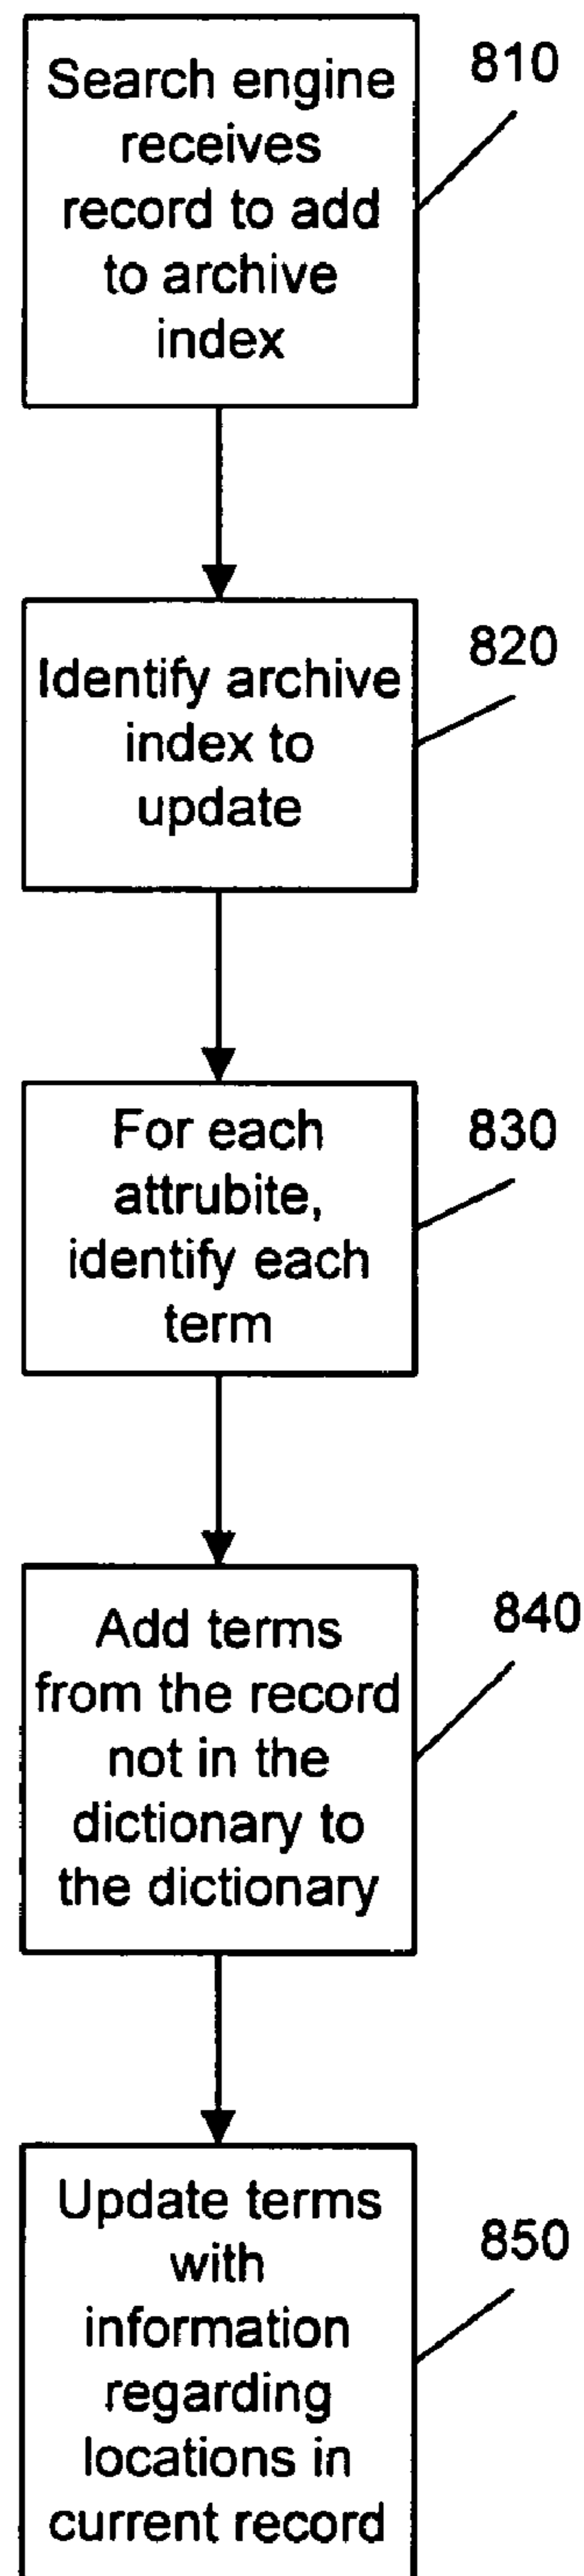 Search engine
receives
record to add
to archive
index
810
Identify archive
index to
update
820
For each
attrubite,
identify each
term
830
Add terms
from the record
not in the
dictionary to
the dictionary
840
Update terms
with
information
regarding
locations in
current record
850